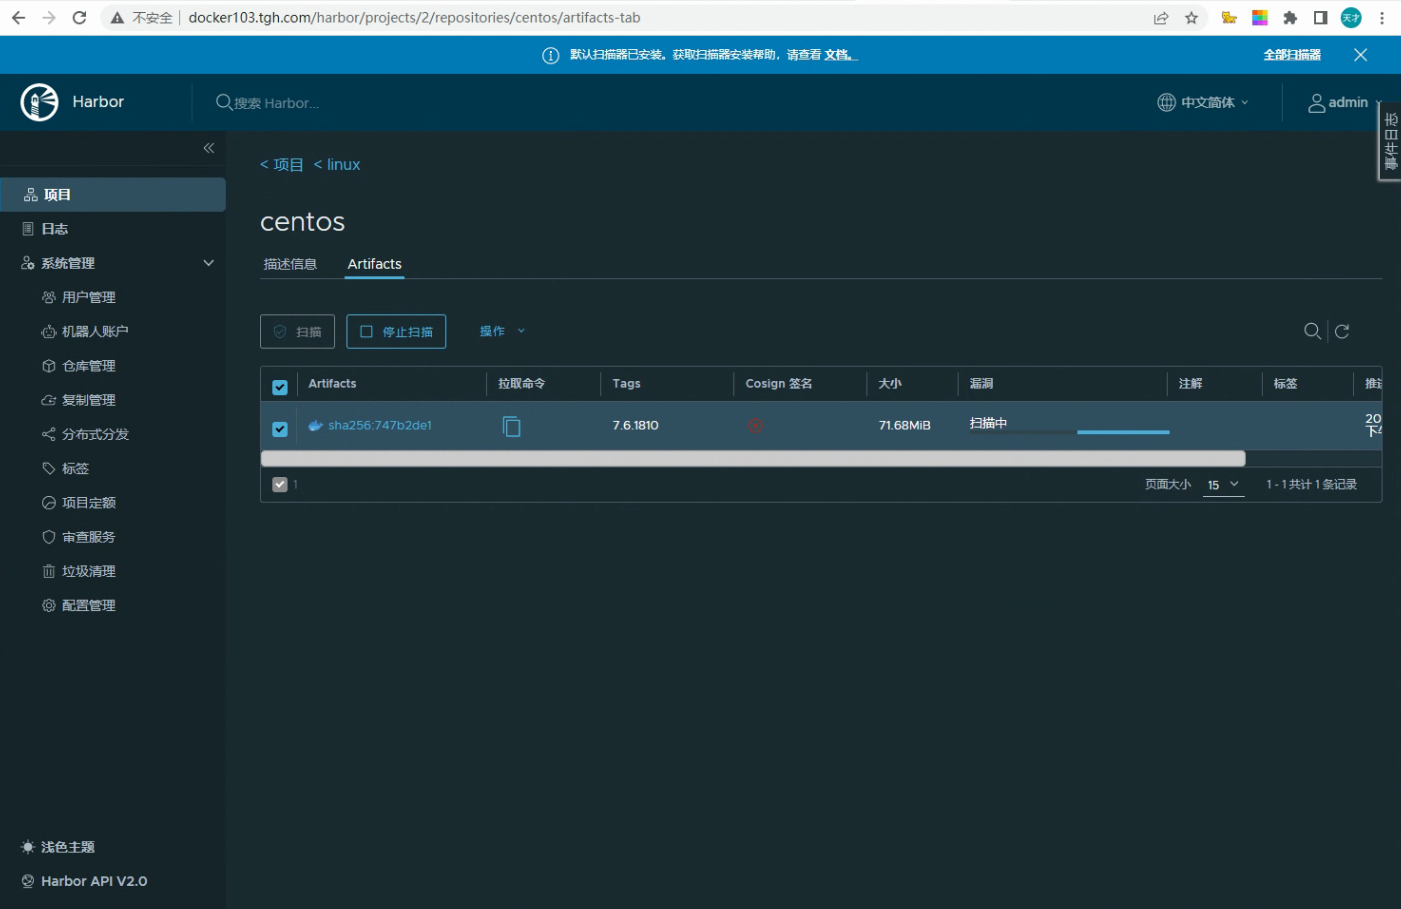 不安全 docker103.tgh.com/harbor/projects/2/repositories/centos/artifacts-tab
天才
默认扫描器已安装。获取扫描器安装帮助，请查看 文档。
全部扫描器
Harbor
搜索 Harbor...
中文简体
admin
事件日志
< 项目 < linux
项目
日志
系统管理
用户管理
机器人账户
仓库管理
复制管理
分布式分发
标签
项目定额
审查服务
垃圾清理
配置管理
浅色主题
Harbor API V2.0
centos
描述信息 Artifacts
扫描 停止扫描 操作
Artifacts 拉取命令 Tags Cosign 签名 大小 漏洞 注解 标签
sha256:747b2de1 7.6.1810 71.68MiB 扫描中 20
1 页面大小 15 1 - 1 共计 1 条记录